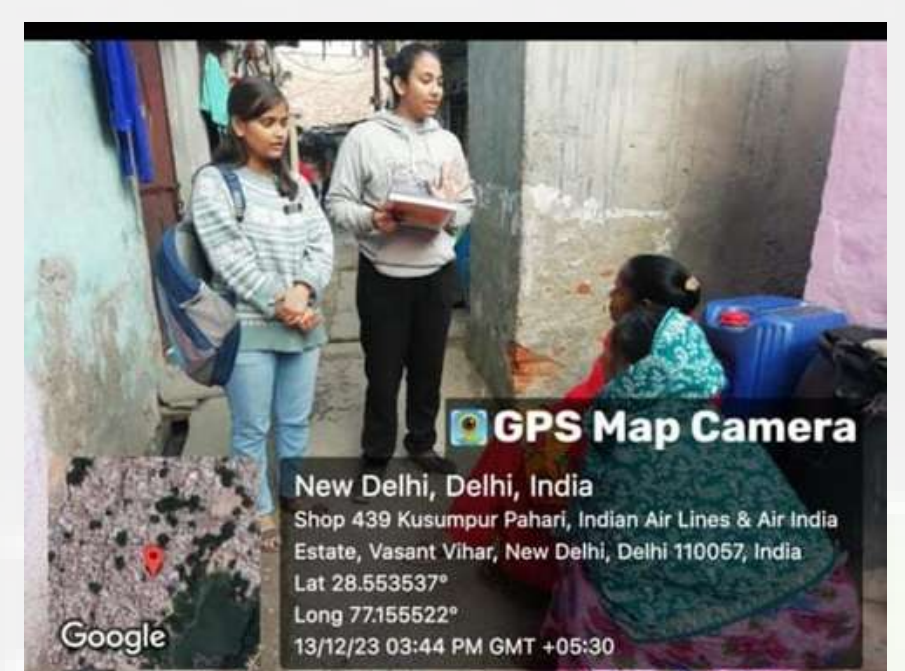 GPS Map Camera
New Delhi, Delhi, India
Shop 439 Kusumpur Pahari, Indian Air Lines & Air India
Estate, Vasant Vihar, New Delhi, Delhi 110057, India
Lat 28.553537°
Long 77.155522°
13/12/23 03:44 PM GMT +05:30
Google